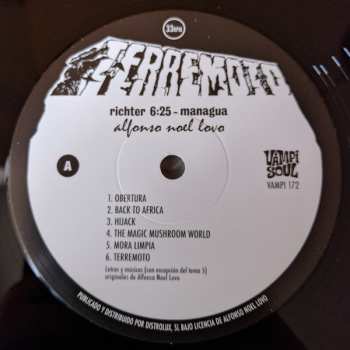 33RPM
TERREMOTO
richter 6:25 - managua
alfonso noel lovo
A
VAMPI
SOUL
VAMPI 172
1. OBERTURA
2. BACK TO AFRICA
3. HIJACK
4. THE MAGIC MUSHROOM WORLD
5. MORA LIMPIA
6. TERREMOTO
Letras y músicas (con excepción del tema 5)
originales de Alfonso Noel Lovo
PUBLICADO Y DISTRIBUIDO POR DISTROLUX, SL BAJO LICENCIA DE ALFONSO NOEL LOVO